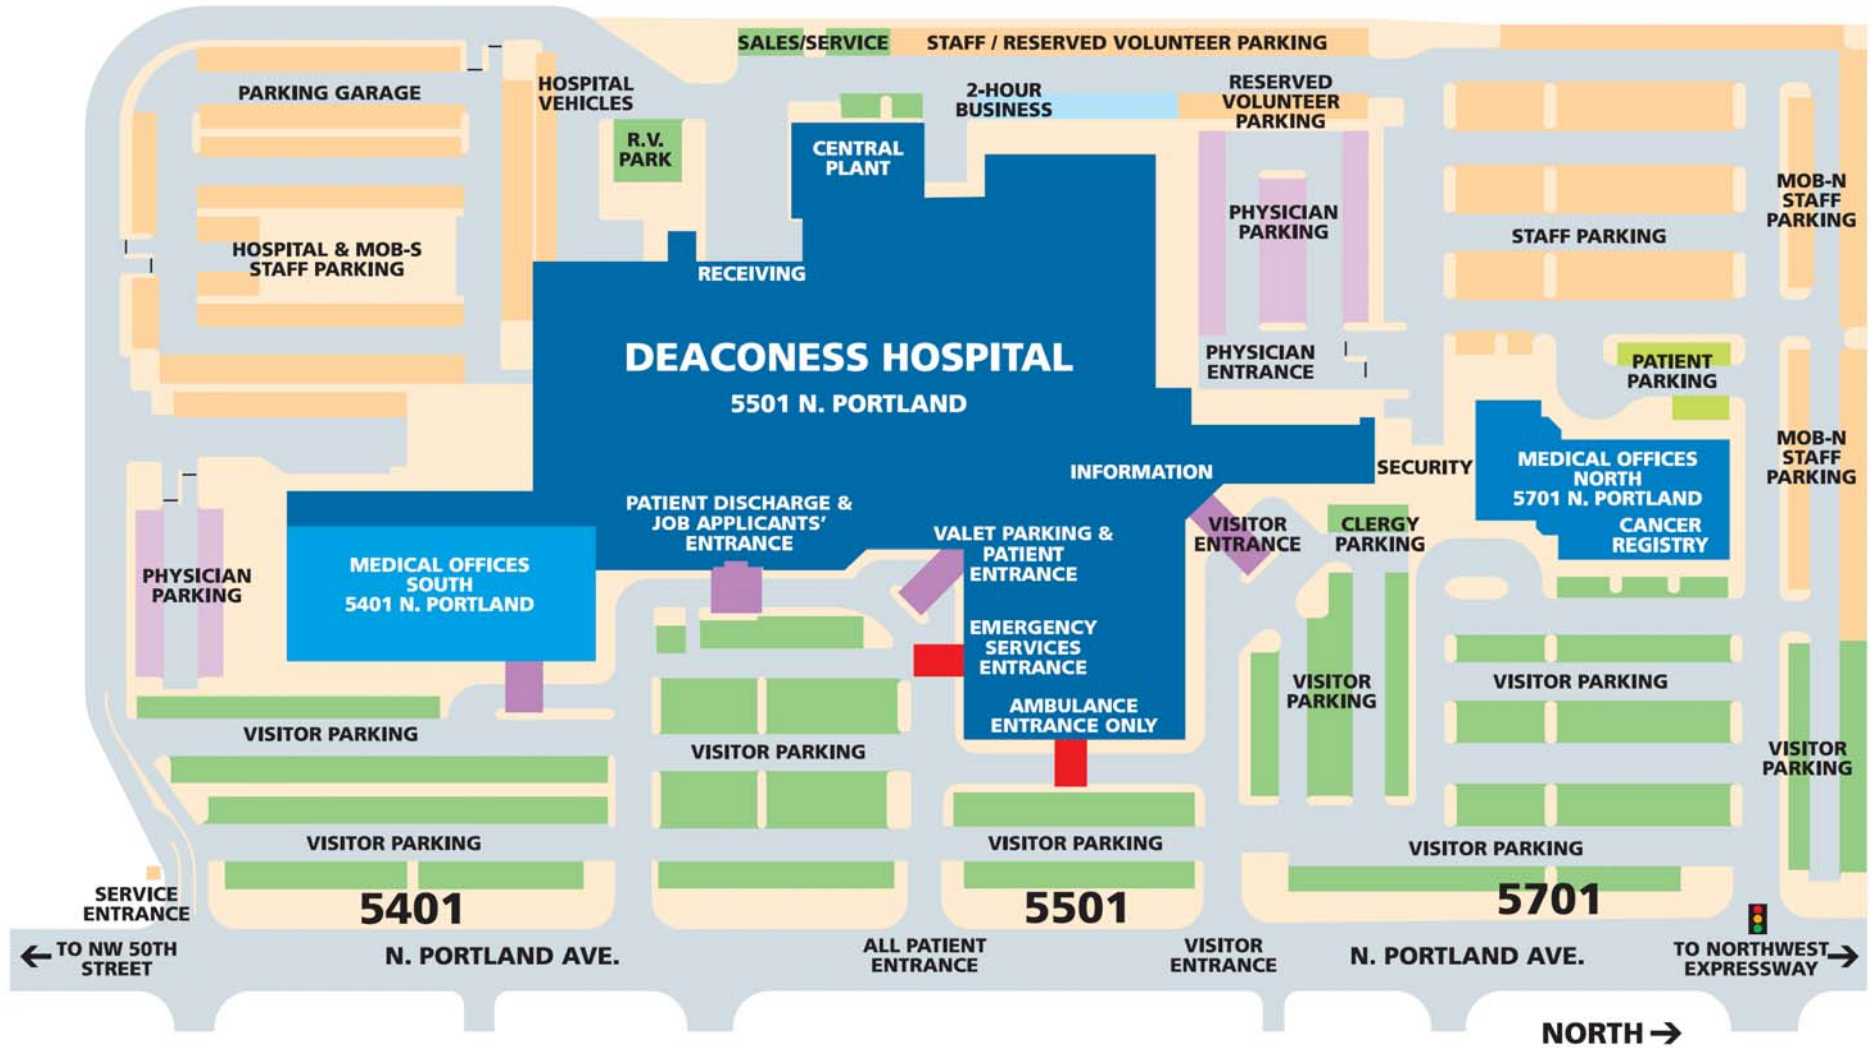 SALES/SERVICE
STAFF / RESERVED VOLUNTEER PARKING
PARKING GARAGE
HOSPITAL
VEHICLES
2-HOUR
BUSINESS
RESERVED
VOLUNTEER
PARKING
R.V.
PARK
CENTRAL
PLANT
PHYSICIAN
PARKING
MOB-N
STAFF
PARKING
STAFF PARKING
HOSPITAL & MOB-S
STAFF PARKING
RECEIVING
DEACONESS HOSPITAL
5501 N. PORTLAND
PHYSICIAN
ENTRANCE
PATIENT
PARKING
INFORMATION
SECURITY
MEDICAL OFFICES
NORTH
5701 N. PORTLAND
CANCER
REGISTRY
MOB-N
STAFF
PARKING
PATIENT DISCHARGE &
JOB APPLICANTS'
ENTRANCE
VALET PARKING &
PATIENT
ENTRANCE
VISITOR
ENTRANCE
CLERGY
PARKING
PHYSICIAN
PARKING
MEDICAL OFFICES
SOUTH
5401 N. PORTLAND
EMERGENCY
SERVICES
ENTRANCE
AMBULANCE
ENTRANCE ONLY
VISITOR
PARKING
VISITOR PARKING
VISITOR PARKING
VISITOR PARKING
VISITOR
PARKING
VISITOR PARKING
VISITOR PARKING
VISITOR PARKING
SERVICE
ENTRANCE
5401
5501
5701
← TO NW 50TH
STREET
N. PORTLAND AVE.
ALL PATIENT
ENTRANCE
VISITOR
ENTRANCE
N. PORTLAND AVE.
TO NORTHWEST →
EXPRESSWAY
NORTH →